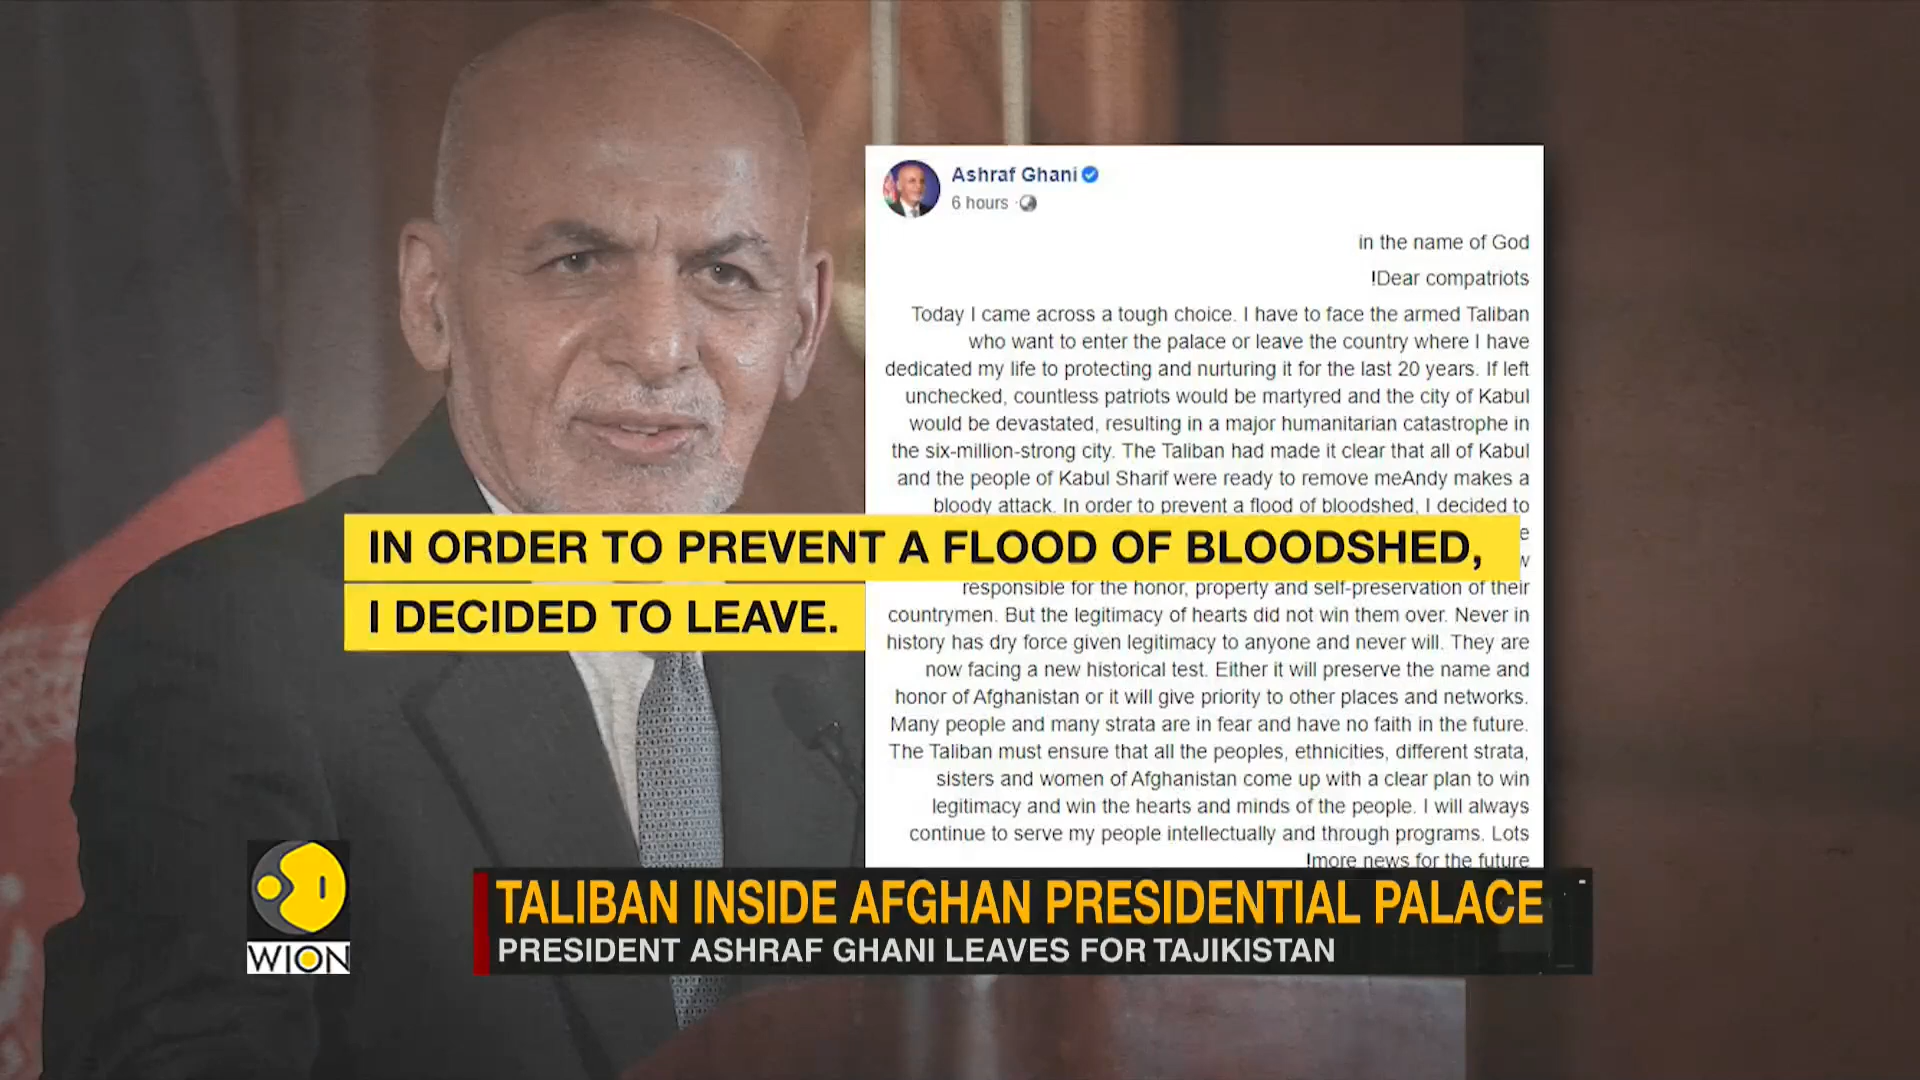 Ashraf Ghani
6 hours ·
in the name of God
!Dear compatriots
Today I came across a tough choice. I have to face the armed Taliban
who want to enter the palace or leave the country where I have
dedicated my life to protecting and nurturing it for the last 20 years. If left
unchecked, countless patriots would be martyred and the city of Kabul
would be devastated, resulting in a major humanitarian catastrophe in
the six-million-strong city. The Taliban had made it clear that all of Kabul
and the people of Kabul Sharif were ready to remove meAndy makes a
bloody attack. In order to prevent a flood of bloodshed, I decided to
IN ORDER TO PREVENT A FLOOD OF BLOODSHED,
I DECIDED TO LEAVE.
responsible for the honor, property and self-preservation of their
countrymen. But the legitimacy of hearts did not win them over. Never in
history has dry force given legitimacy to anyone and never will. They are
now facing a new historical test. Either it will preserve the name and
honor of Afghanistan or it will give priority to other places and networks.
Many people and many strata are in fear and have no faith in the future.
The Taliban must ensure that all the peoples, ethnicities, different strata,
sisters and women of Afghanistan come up with a clear plan to win
legitimacy and win the hearts and minds of the people. I will always
continue to serve my people intellectually and through programs. Lots
!more news for the future
WION
TALIBAN INSIDE AFGHAN PRESIDENTIAL PALACE
PRESIDENT ASHRAF GHANI LEAVES FOR TAJIKISTAN